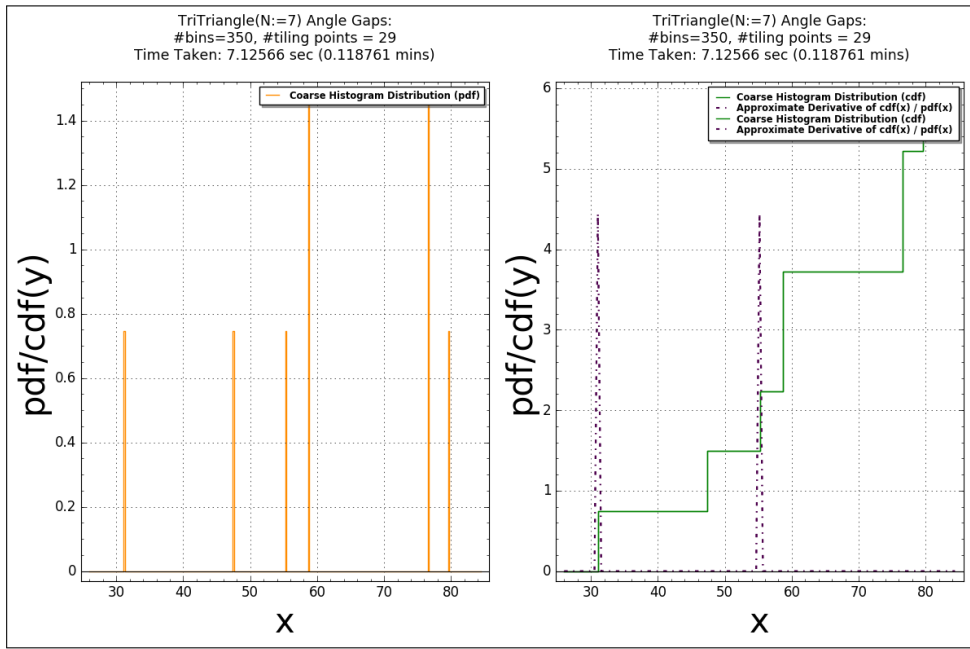 TriTriangle(N:=7) Angle Gaps:
#bins=350, #tiling points = 29
Time Taken: 7.12566 sec (0.118761 mins)
Coarse Histogram Distribution (pdf)
1.4
1.2
1
0.8
0.6
0.4
0.2
0
pdf/cdf(y)
30 40 50 60 70 80
x
TriTriangle(N:=7) Angle Gaps:
#bins=350, #tiling points = 29
Time Taken: 7.12566 sec (0.118761 mins)
Coarse Histogram Distribution (cdf)
Approximate Derivative of cdf(x) / pdf(x)
Coarse Histogram Distribution (cdf)
Approximate Derivative of cdf(x) / pdf(x)
6
5
4
3
2
1
0
pdf/cdf(y)
30 40 50 60 70 80
x